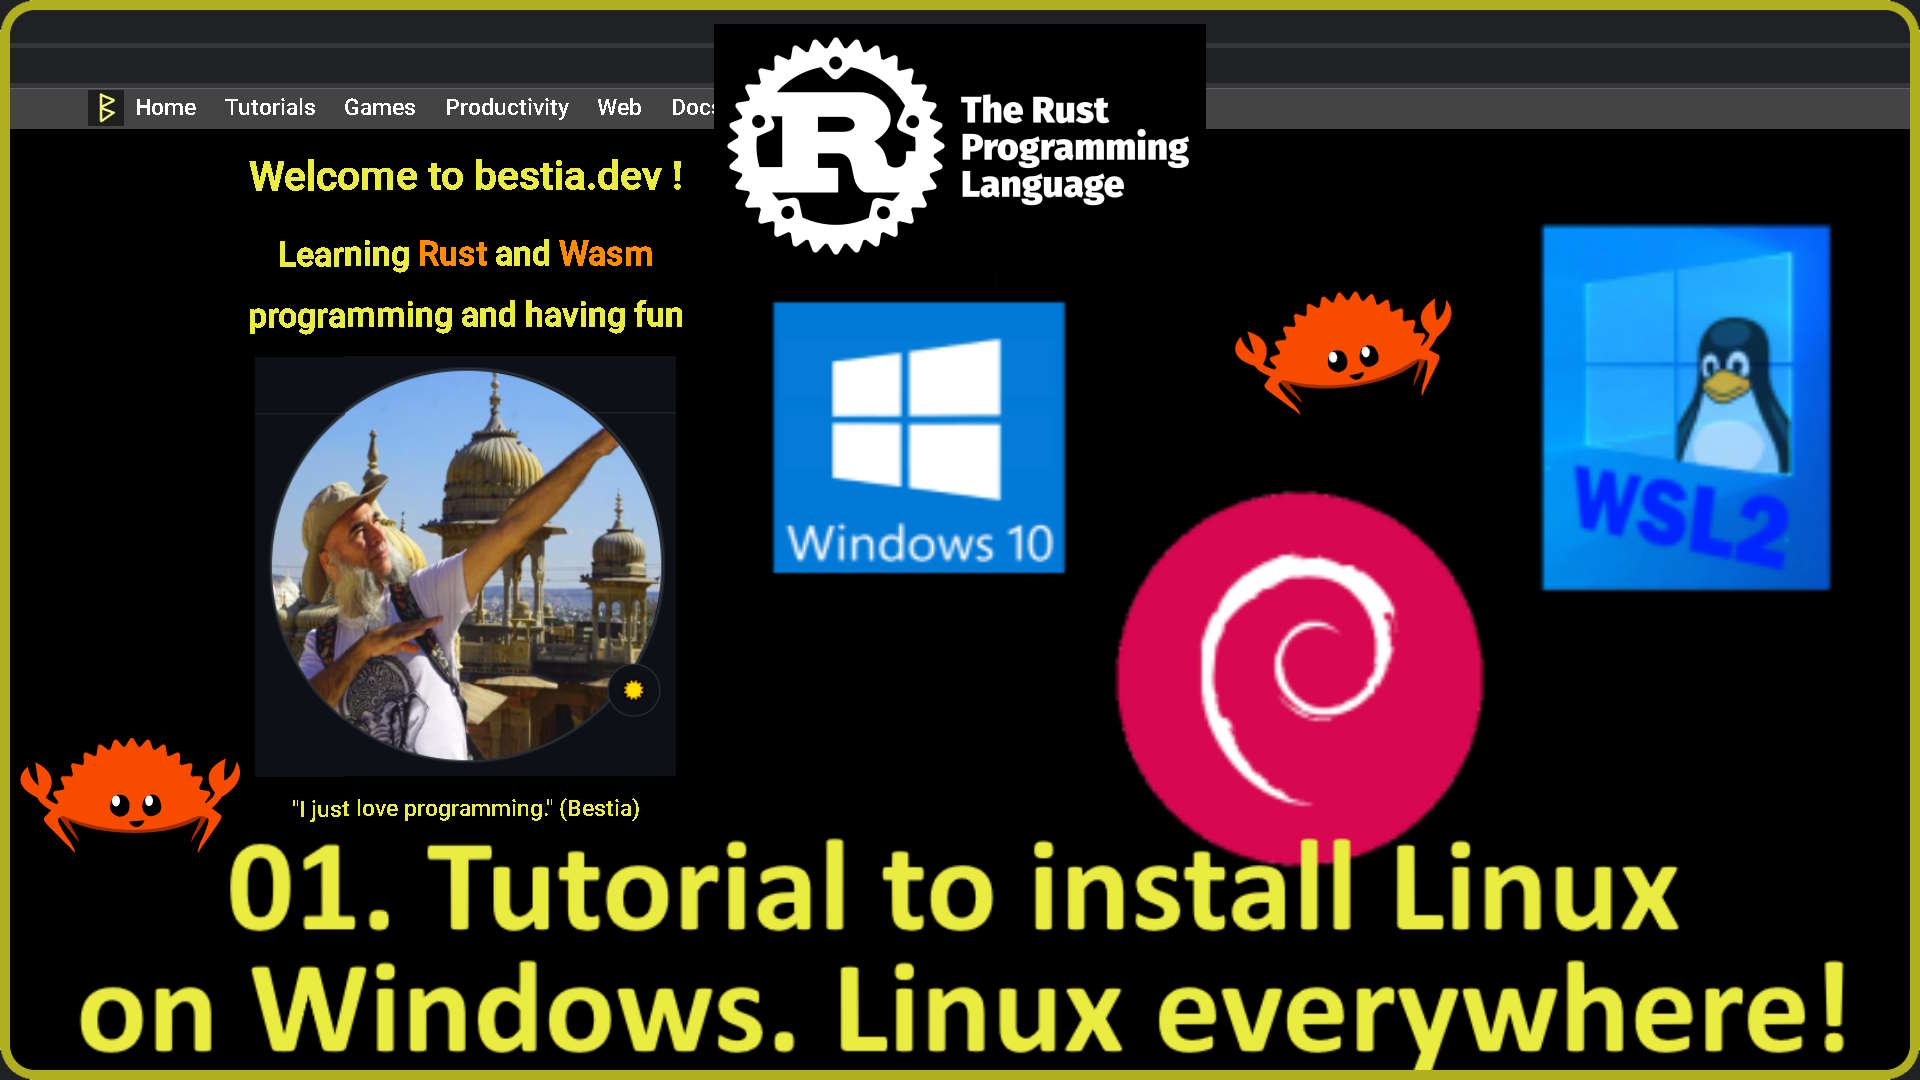 Home Tutorials Games Productivity Web Docs
Welcome to bestia.dev !
Learning Rust and Wasm
programming and having fun
"I just love programming." (Bestia)
R
The Rust
Programming
Language
Windows 10
WSL2
01. Tutorial to install Linux
on Windows. Linux everywhere!